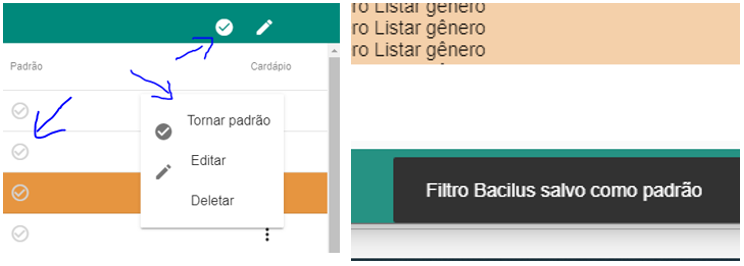 Padrão
Cardápio
Tornar padrão
Editar
Deletar
ro Listar gênero
ro Listar gênero
ro Listar gênero
Filtro Bacilus salvo como padrão